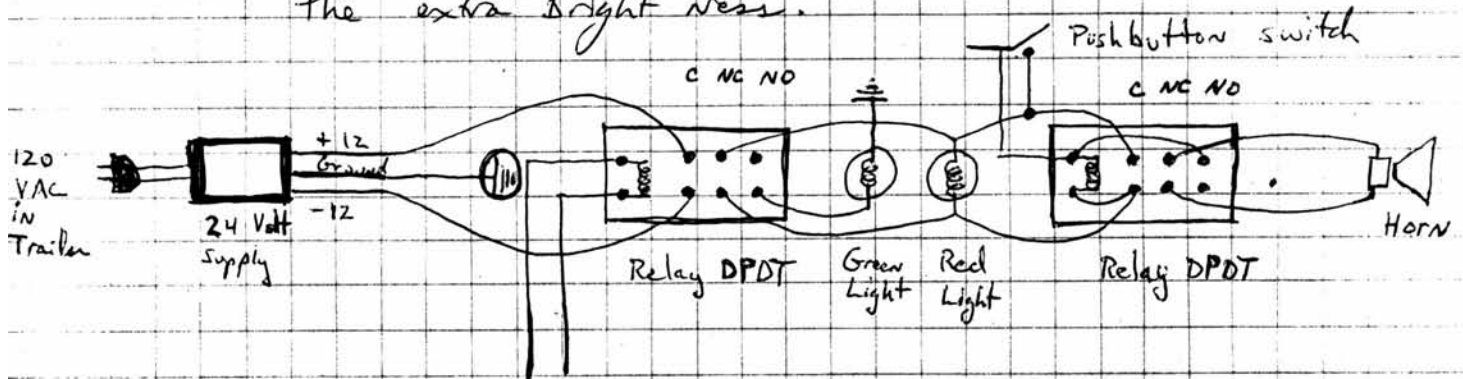 The extra Bright Ness.
Pushbutton switch
C NC NO
C NC NO
120
VAC
in
Trailer
+ 12
Ground
- 12
24 Volt
Supply
Relay DPDT
Green
Light
Red
Light
Relay DPDT
Horn